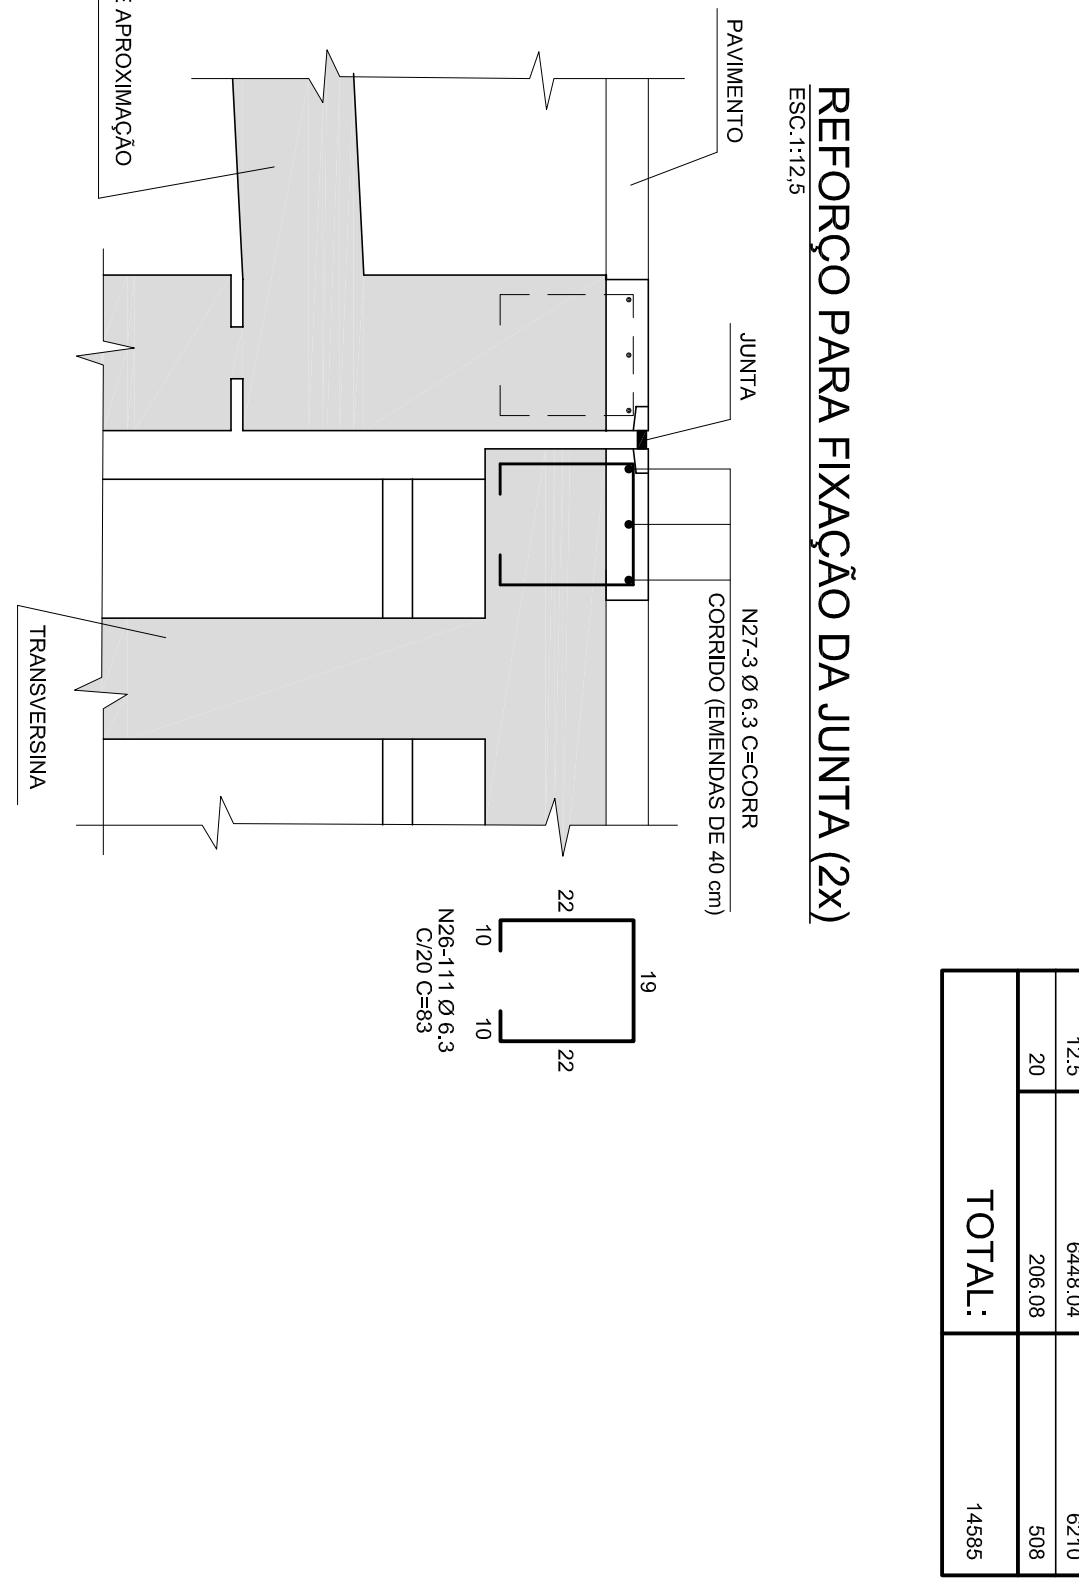 REFORÇO PARA FIXAÇÃO DA JUNTA (2x)
ESC.1:12,5
PAVIMENTO
JUNTA
N27-3 Ø 6.3 C=CORR
CORRIDO (EMENDAS DE 40 cm)
APROXIMAÇÃO
TRANSVERSINA
19
22
22
10
10
N26-111 Ø 6.3
C/20 C=83
12.5 6448.04 6210
20 206.08 508
TOTAL: 14585